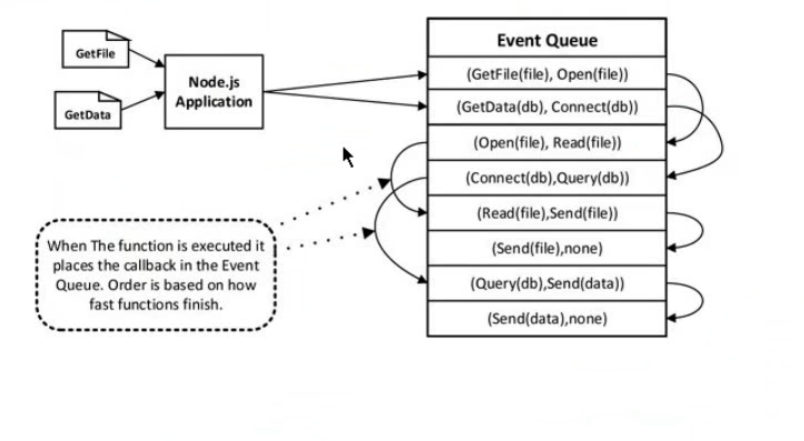 GetFile
GetData
Node.js
Application
Event Queue
(GetFile(file), Open(file))
(GetData(db), Connect(db))
(Open(file), Read(file))
(Connect(db),Query(db))
(Read(file),Send(file))
(Send(file),none)
(Query(db),Send(data))
(Send(data),none)
When The function is executed it
places the callback in the Event
Queue. Order is based on how
fast functions finish.